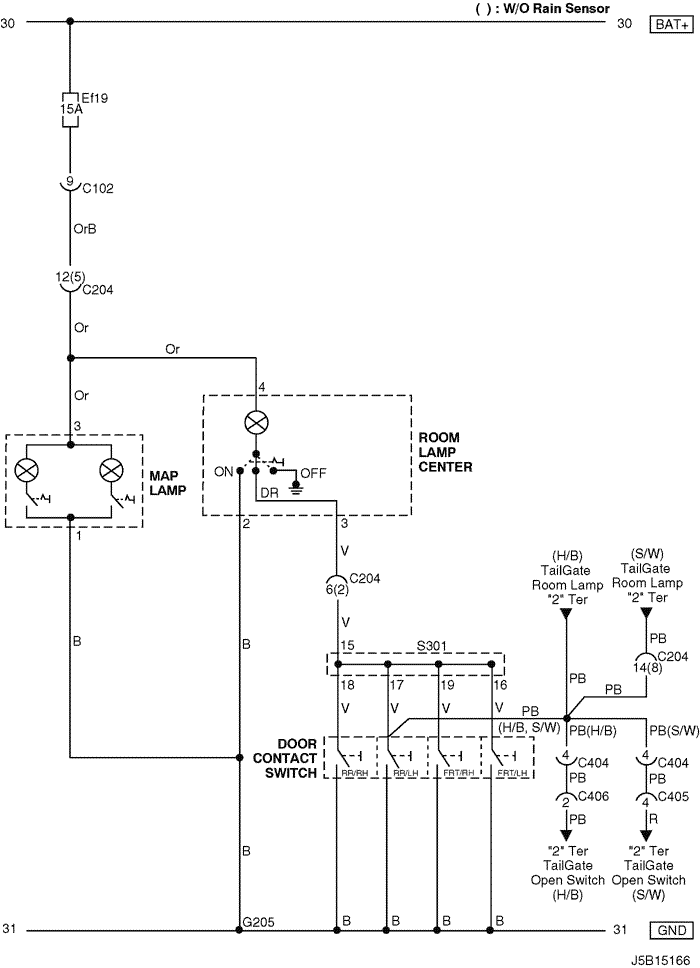 ( ) : W/O Rain Sensor
30
30
BAT+
Ef19
15A
9
C102
OrB
12(5)
C204
Or
Or
Or
4
3
ROOM
LAMP
CENTER
MAP
LAMP
ON
OFF
DR
1
2
3
V
C204
6(2)
V
(H/B)
TailGate
Room Lamp
"2" Ter
(S/W)
TailGate
Room Lamp
"2" Ter
B
B
15
S301
PB
C204
14(8)
18
17
19
16
PB
PB
V
V
V
V
PB
(H/B, S/W)
PB(H/B)
PB(S/W)
DOOR
CONTACT
SWITCH
RR/RH
RR/LH
FRT/RH
FRT/LH
4
C404
4
C404
PB
PB
2
C406
4
C405
PB
R
B
"2" Ter
TailGate
Open Switch
(H/B)
"2" Ter
TailGate
Open Switch
(S/W)
G205
B
B
B
B
31
31
GND
J5B15166